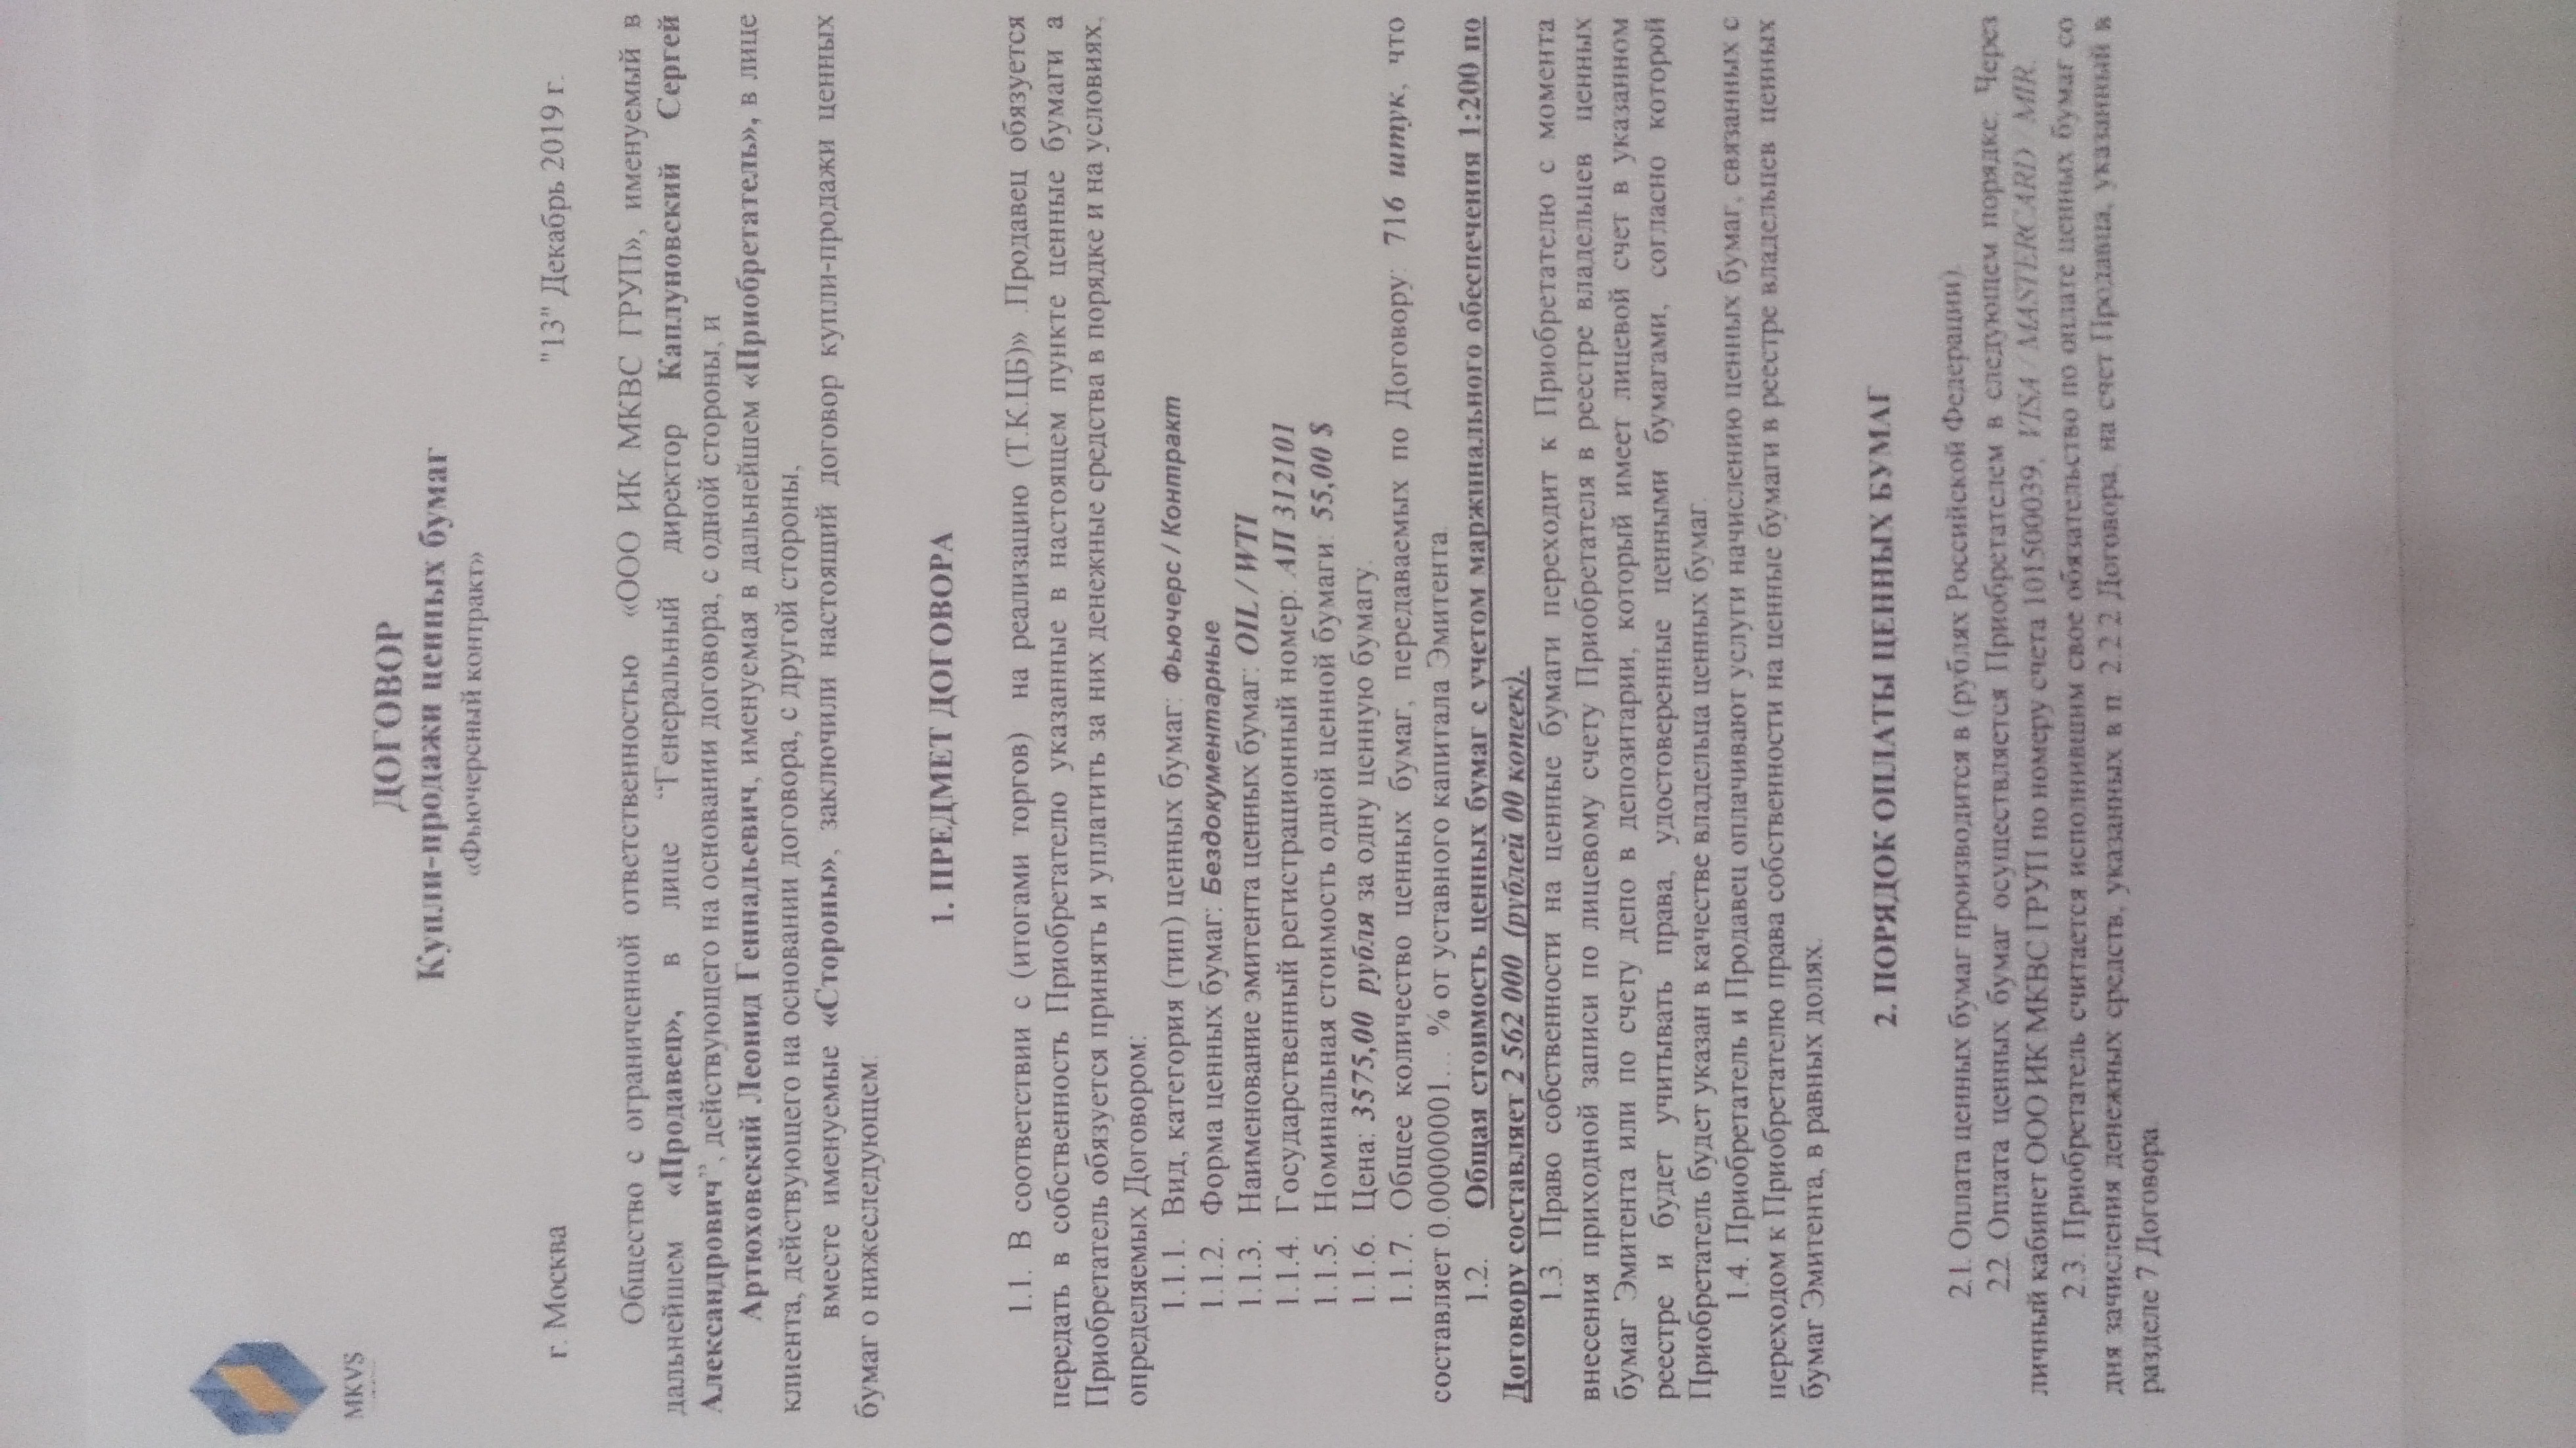 MKVS
ДОГОВОР
Купли-продажи ценных бумаг
«Фьючерсный контракт»
г. Москва "13" Декабрь 2019 г.
Общество с ограниченной ответственностью «ООО ИК МКВС ГРУП», именуемый в
дальнейшем «Продавец», в лице “Генеральный директор Каплуновский Сергей
Александрович”, действующего на основании договора, с одной стороны, и
Артюховский Леонид Геннадьевич, именуемая в дальнейшем «Приобретатель», в лице
клиента, действующего на основании договора, с другой стороны,
вместе именуемые «Стороны», заключили настоящий договор купли-продажи ценных
бумаг о нижеследующем:
1. ПРЕДМЕТ ДОГОВОРА
1.1. В соответствии с (итогами торгов) на реализацию (Т.К.ЦБ)» .Продавец обязуется
передать в собственность Приобретателю указанные в настоящем пункте ценные бумаги а
Приобретатель обязуется принять и уплатить за них денежные средства в порядке и на условиях,
определяемых Договором:
1.1.1. Вид, категория (тип) ценных бумаг: Фьючерс / Контракт
1.1.2. Форма ценных бумаг: Бездокументарные
1.1.3. Наименование эмитента ценных бумаг: OIL / WTI
1.1.4. Государственный регистрационный номер: АП 312101
1.1.5. Номинальная стоимость одной ценной бумаги: 55,00 $
1.1.6. Цена: 3575,00 рубля за одну ценную бумагу.
1.1.7. Общее количество ценных бумаг, передаваемых по Договору: 716 штук, что
составляет 0.00000001... % от уставного капитала Эмитента.
1.2. Общая стоимость ценных бумаг с учетом маржинального обеспечения 1:200 по
Договору составляет 2 562 000 (рублей 00 копеек).
1.3. Право собственности на ценные бумаги переходит к Приобретателю с момента
внесения приходной записи по лицевому счету Приобретателя в реестре владельцев ценных
бумаг Эмитента или по счету депо в депозитарии, который имеет лицевой счет в указанном
реестре и будет учитывать права, удостоверенные ценными бумагами, согласно которой
Приобретатель будет указан в качестве владельца ценных бумаг.
1.4. Приобретатель и Продавец оплачивают услуги начислению ценных бумаг, связанных с
переходом к Приобретателю права собственности на ценные бумаги в реестре владельцев ценных
бумаг Эмитента, в равных долях.
2. ПОРЯДОК ОПЛАТЫ ЦЕННЫХ БУМАГ
2.1. Оплата ценных бумаг производится в (рублях Российской Федерации).
2.2. Оплата ценных бумаг осуществляется Приобретателем в следующем порядке: Через
личный кабинет ООО ИК МКВС ГРУП по номеру счета 101500039, VISA / MASTERCARD / MIR.
2.3. Приобретатель считается исполнившим свое обязательство по оплате ценных бумаг со
дня зачисления денежных средств, указанных в п. 2.2.2 Договора, на счет Продавца, указанный в
разделе 7 Договора.